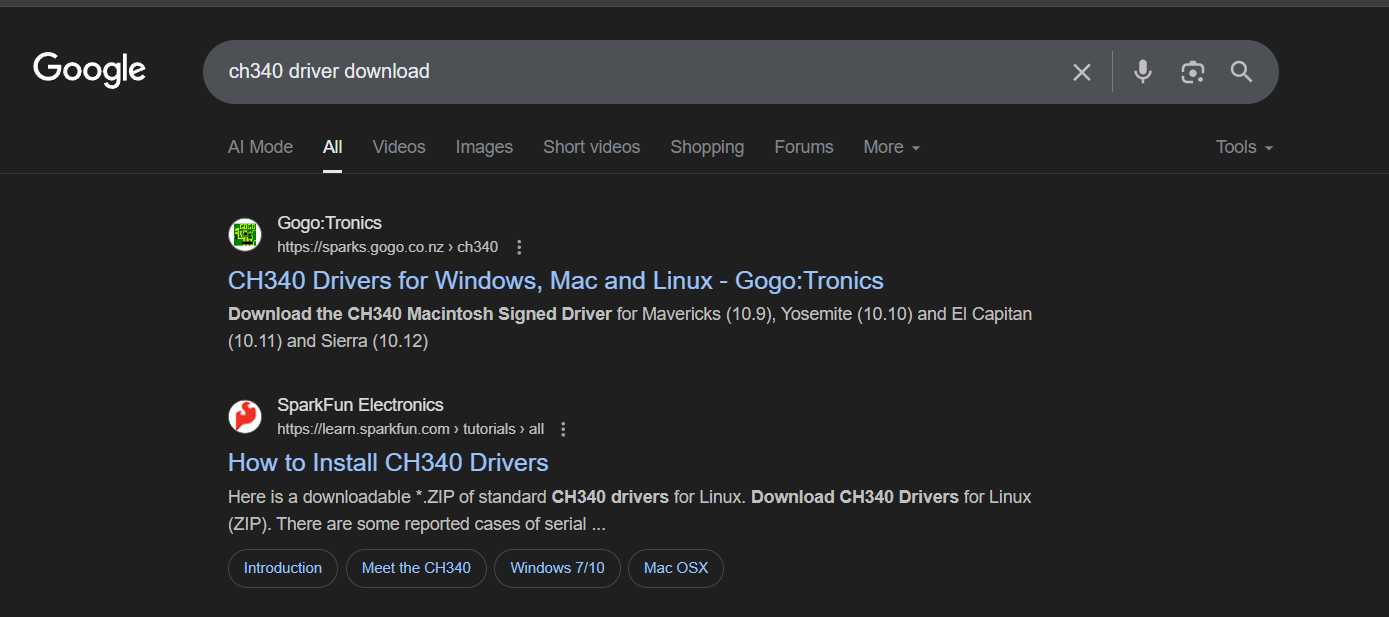 Google
ch340 driver download
AI Mode All Videos Images Short videos Shopping Forums More Tools
Gogo:Tronics
https://sparks.gogo.co.nz › ch340
CH340 Drivers for Windows, Mac and Linux - Gogo:Tronics
Download the CH340 Macintosh Signed Driver for Mavericks (10.9), Yosemite (10.10) and El Capitan
(10.11) and Sierra (10.12)
SparkFun Electronics
https://learn.sparkfun.com › tutorials › all
How to Install CH340 Drivers
Here is a downloadable *.ZIP of standard CH340 drivers for Linux. Download CH340 Drivers for Linux
(ZIP). There are some reported cases of serial ...
Introduction Meet the CH340 Windows 7/10 Mac OSX